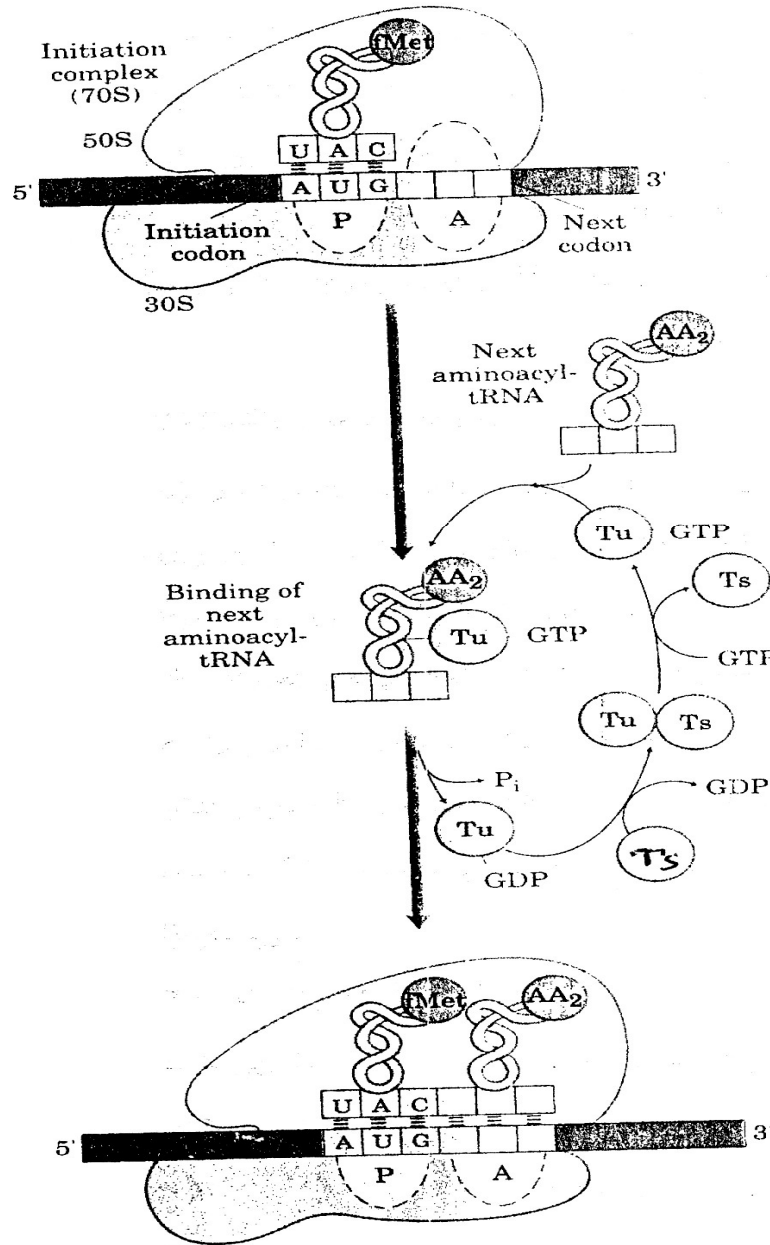 Initiation
complex
(70S)
fMet
50S
U A C
5'
A U G
3'
Initiation
codon
P
A
Next
codon
30S
Next
aminoacyl-
tRNA
AA₂
Tu GTP
Ts
GTP
Binding of
next
aminoacyl-
tRNA
AA₂
Tu GTP
Tu Ts
Pᵢ
GDP
Tu
Ts
GDP
fMet
AA₂
U A C
5'
A U G
3'
P
A